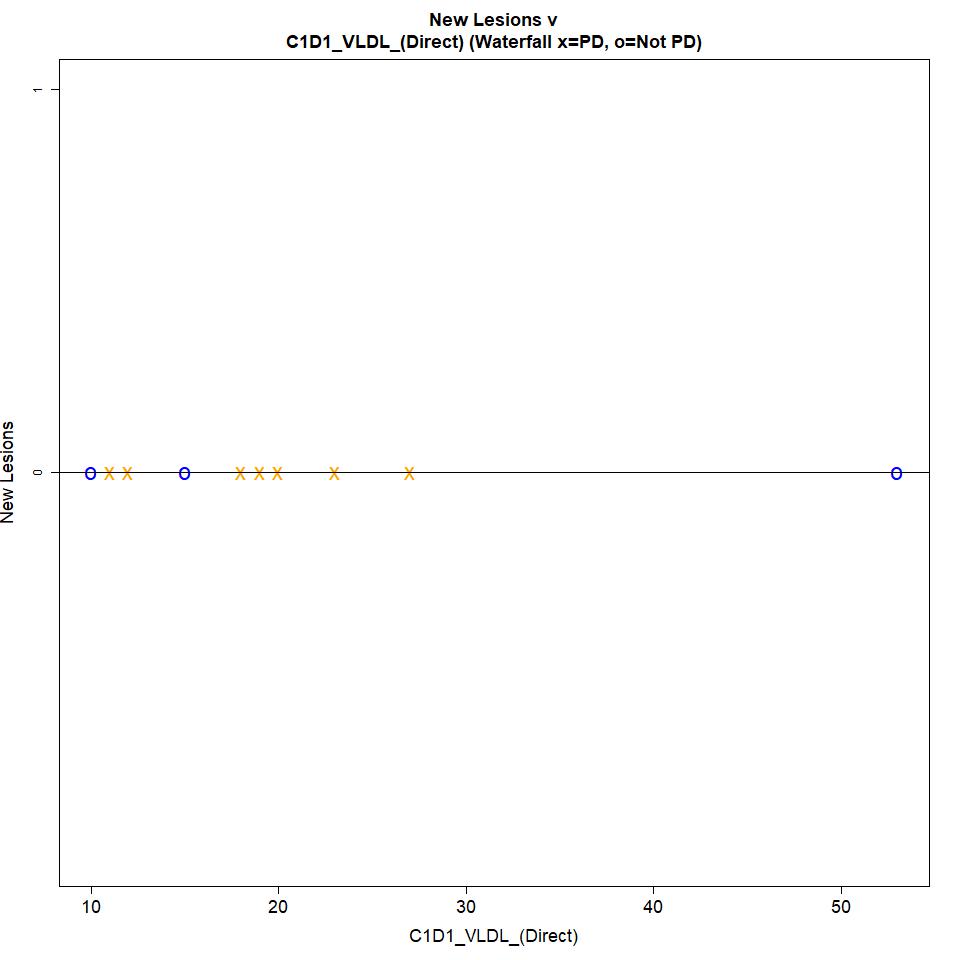 New Lesions v
C1D1_VLDL_(Direct) (Waterfall x=PD, o=Not PD)
1
New Lesions
0
o x x o x x x x x o
10 20 30 40 50
C1D1_VLDL_(Direct)